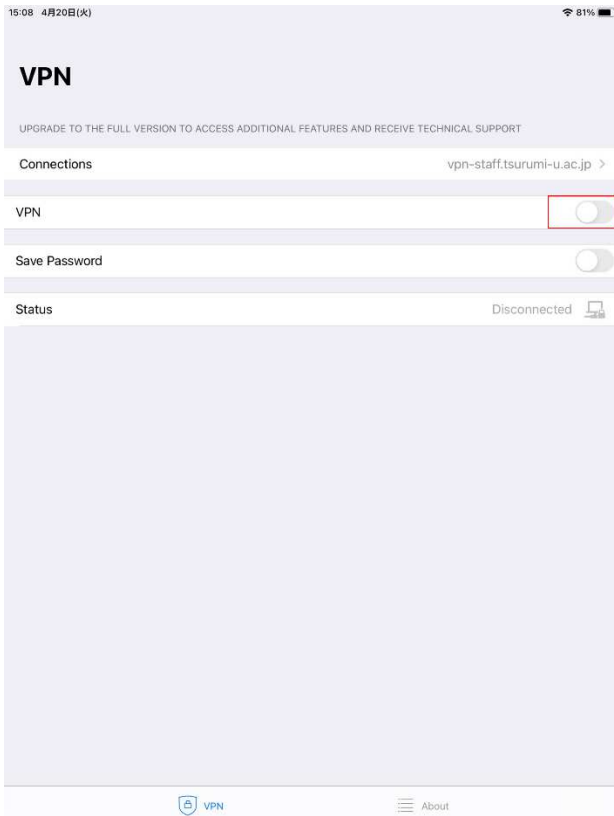 15:08 4月20日(火) 81%
VPN
UPGRADE TO THE FULL VERSION TO ACCESS ADDITIONAL FEATURES AND RECEIVE TECHNICAL SUPPORT
Connections vpn-staff.tsurumi-u.ac.jp >
VPN
Save Password
Status Disconnected
VPN About